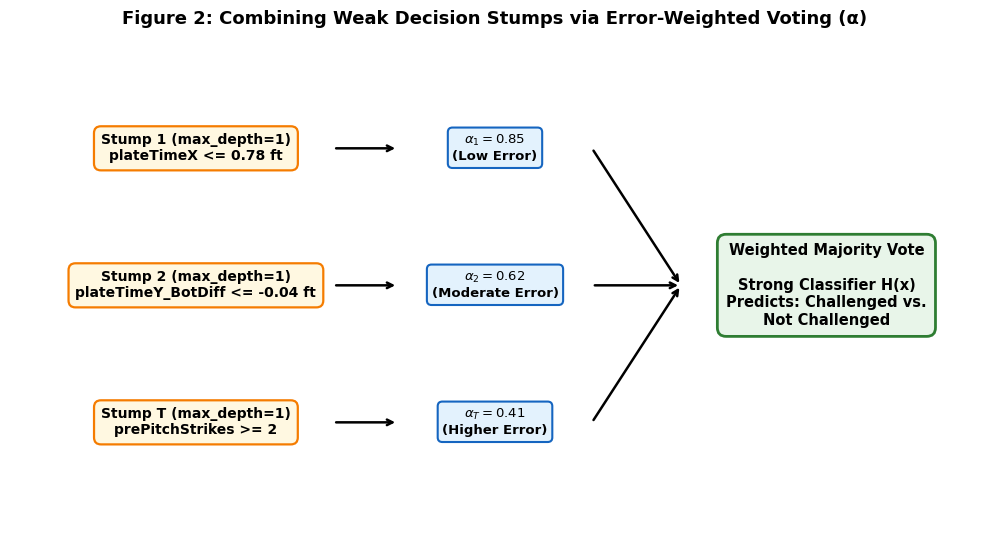 Figure 2: Combining Weak Decision Stumps via Error-Weighted Voting (α)
Stump 1 (max_depth=1)
plateTimeX <= 0.78 ft
α₁ = 0.85
(Low Error)
Stump 2 (max_depth=1)
plateTimeY_BotDiff <= -0.04 ft
α₂ = 0.62
(Moderate Error)
Weighted Majority Vote
Strong Classifier H(x)
Predicts: Challenged vs.
Not Challenged
Stump T (max_depth=1)
prePitchStrikes >= 2
α_T = 0.41
(Higher Error)